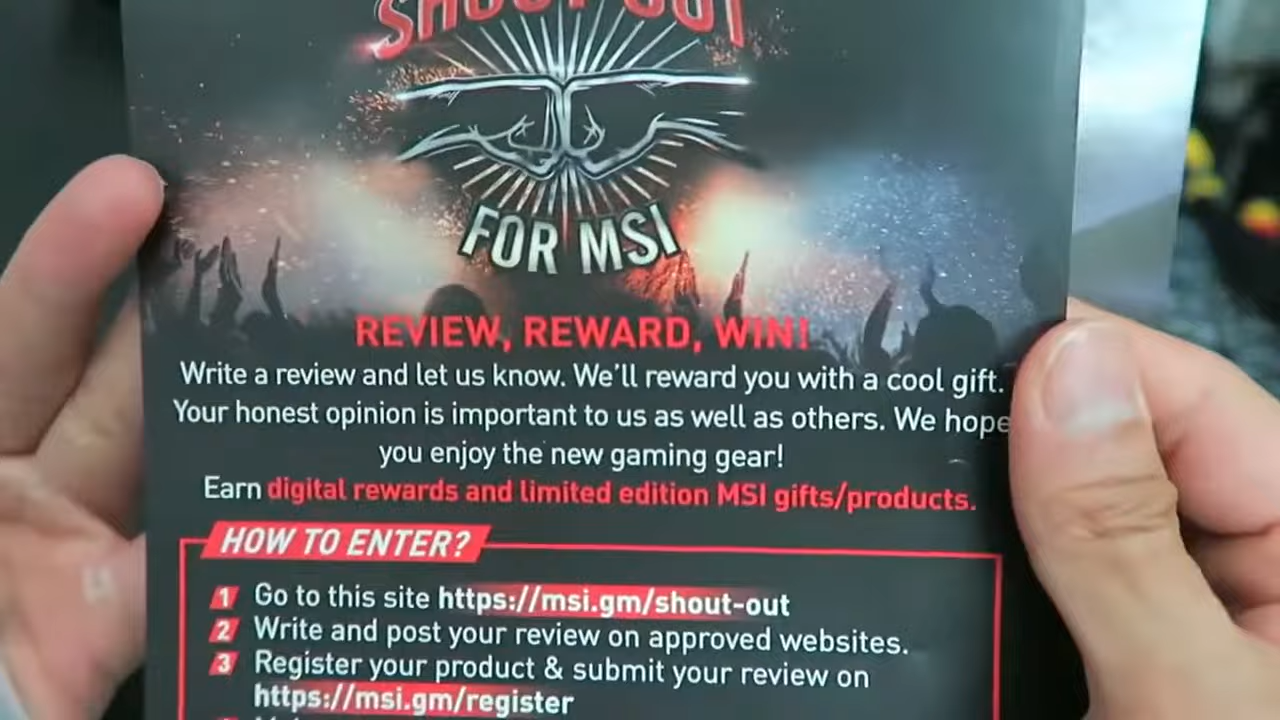 SHOUT OUT
FOR MSI
REVIEW, REWARD, WIN!
Write a review and let us know. We'll reward you with a cool gift.
Your honest opinion is important to us as well as others. We hope
you enjoy the new gaming gear!
Earn digital rewards and limited edition MSI gifts/products.
HOW TO ENTER?
1 Go to this site https://msi.gm/shout-out
2 Write and post your review on approved websites.
3 Register your product & submit your review on
https://msi.gm/register